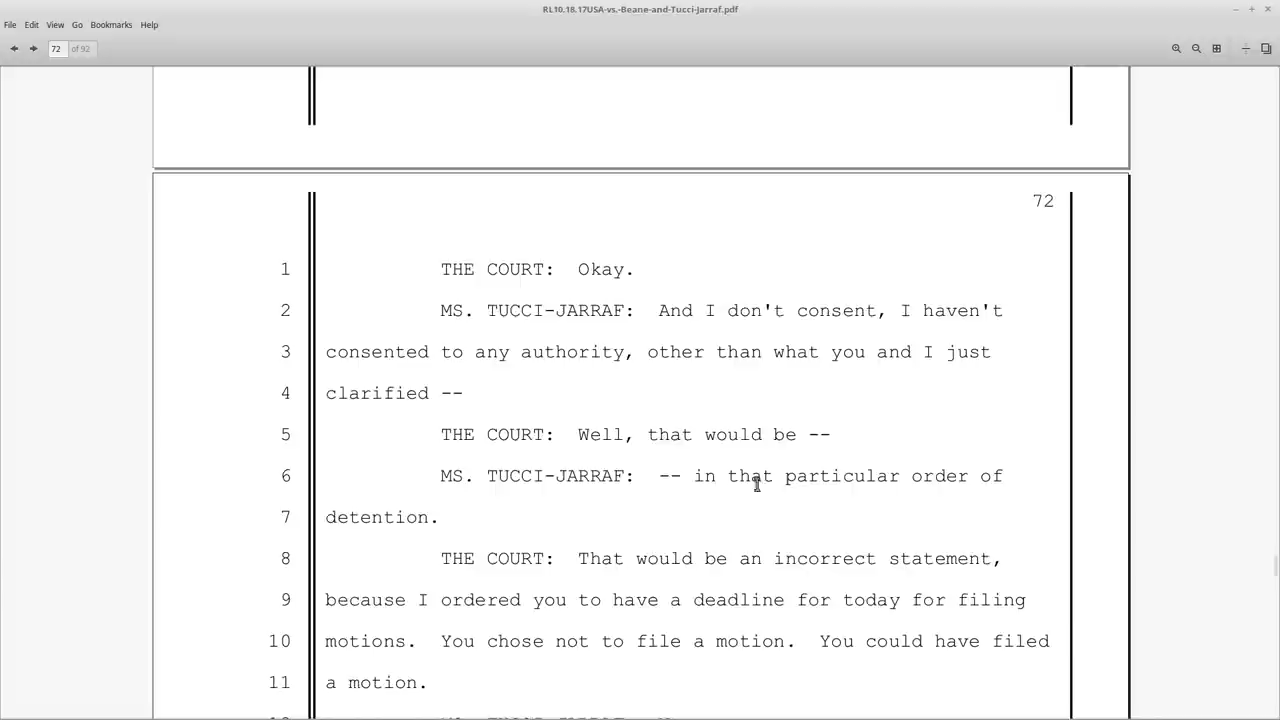 RL10.18.17USA-vs.-Beane-and-Tucci-Jarraf.pdf
File Edit View Go Bookmarks Help
72 of 92
72
1 THE COURT: Okay.
2 MS. TUCCI-JARRAF: And I don't consent, I haven't
3 consented to any authority, other than what you and I just
4 clarified --
5 THE COURT: Well, that would be --
6 MS. TUCCI-JARRAF: -- in that particular order of
7 detention.
8 THE COURT: That would be an incorrect statement,
9 because I ordered you to have a deadline for today for filing
10 motions. You chose not to file a motion. You could have filed
11 a motion.